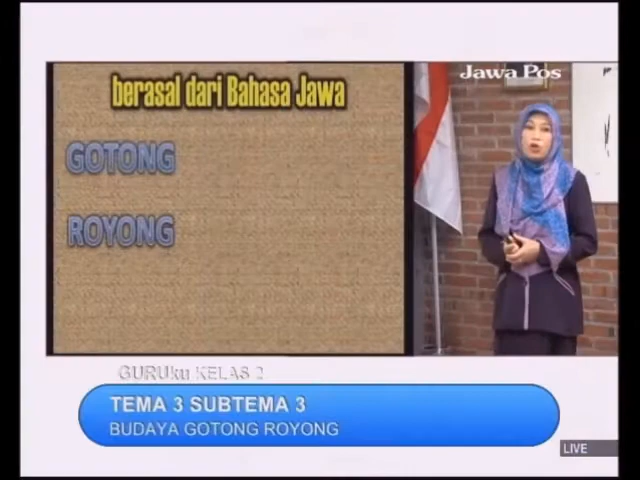 Jawa Pos
berasal dari Bahasa Jawa
GOTONG
ROYONG
GURUku KELAS 2
TEMA 3 SUBTEMA 3
BUDAYA GOTONG ROYONG
LIVE